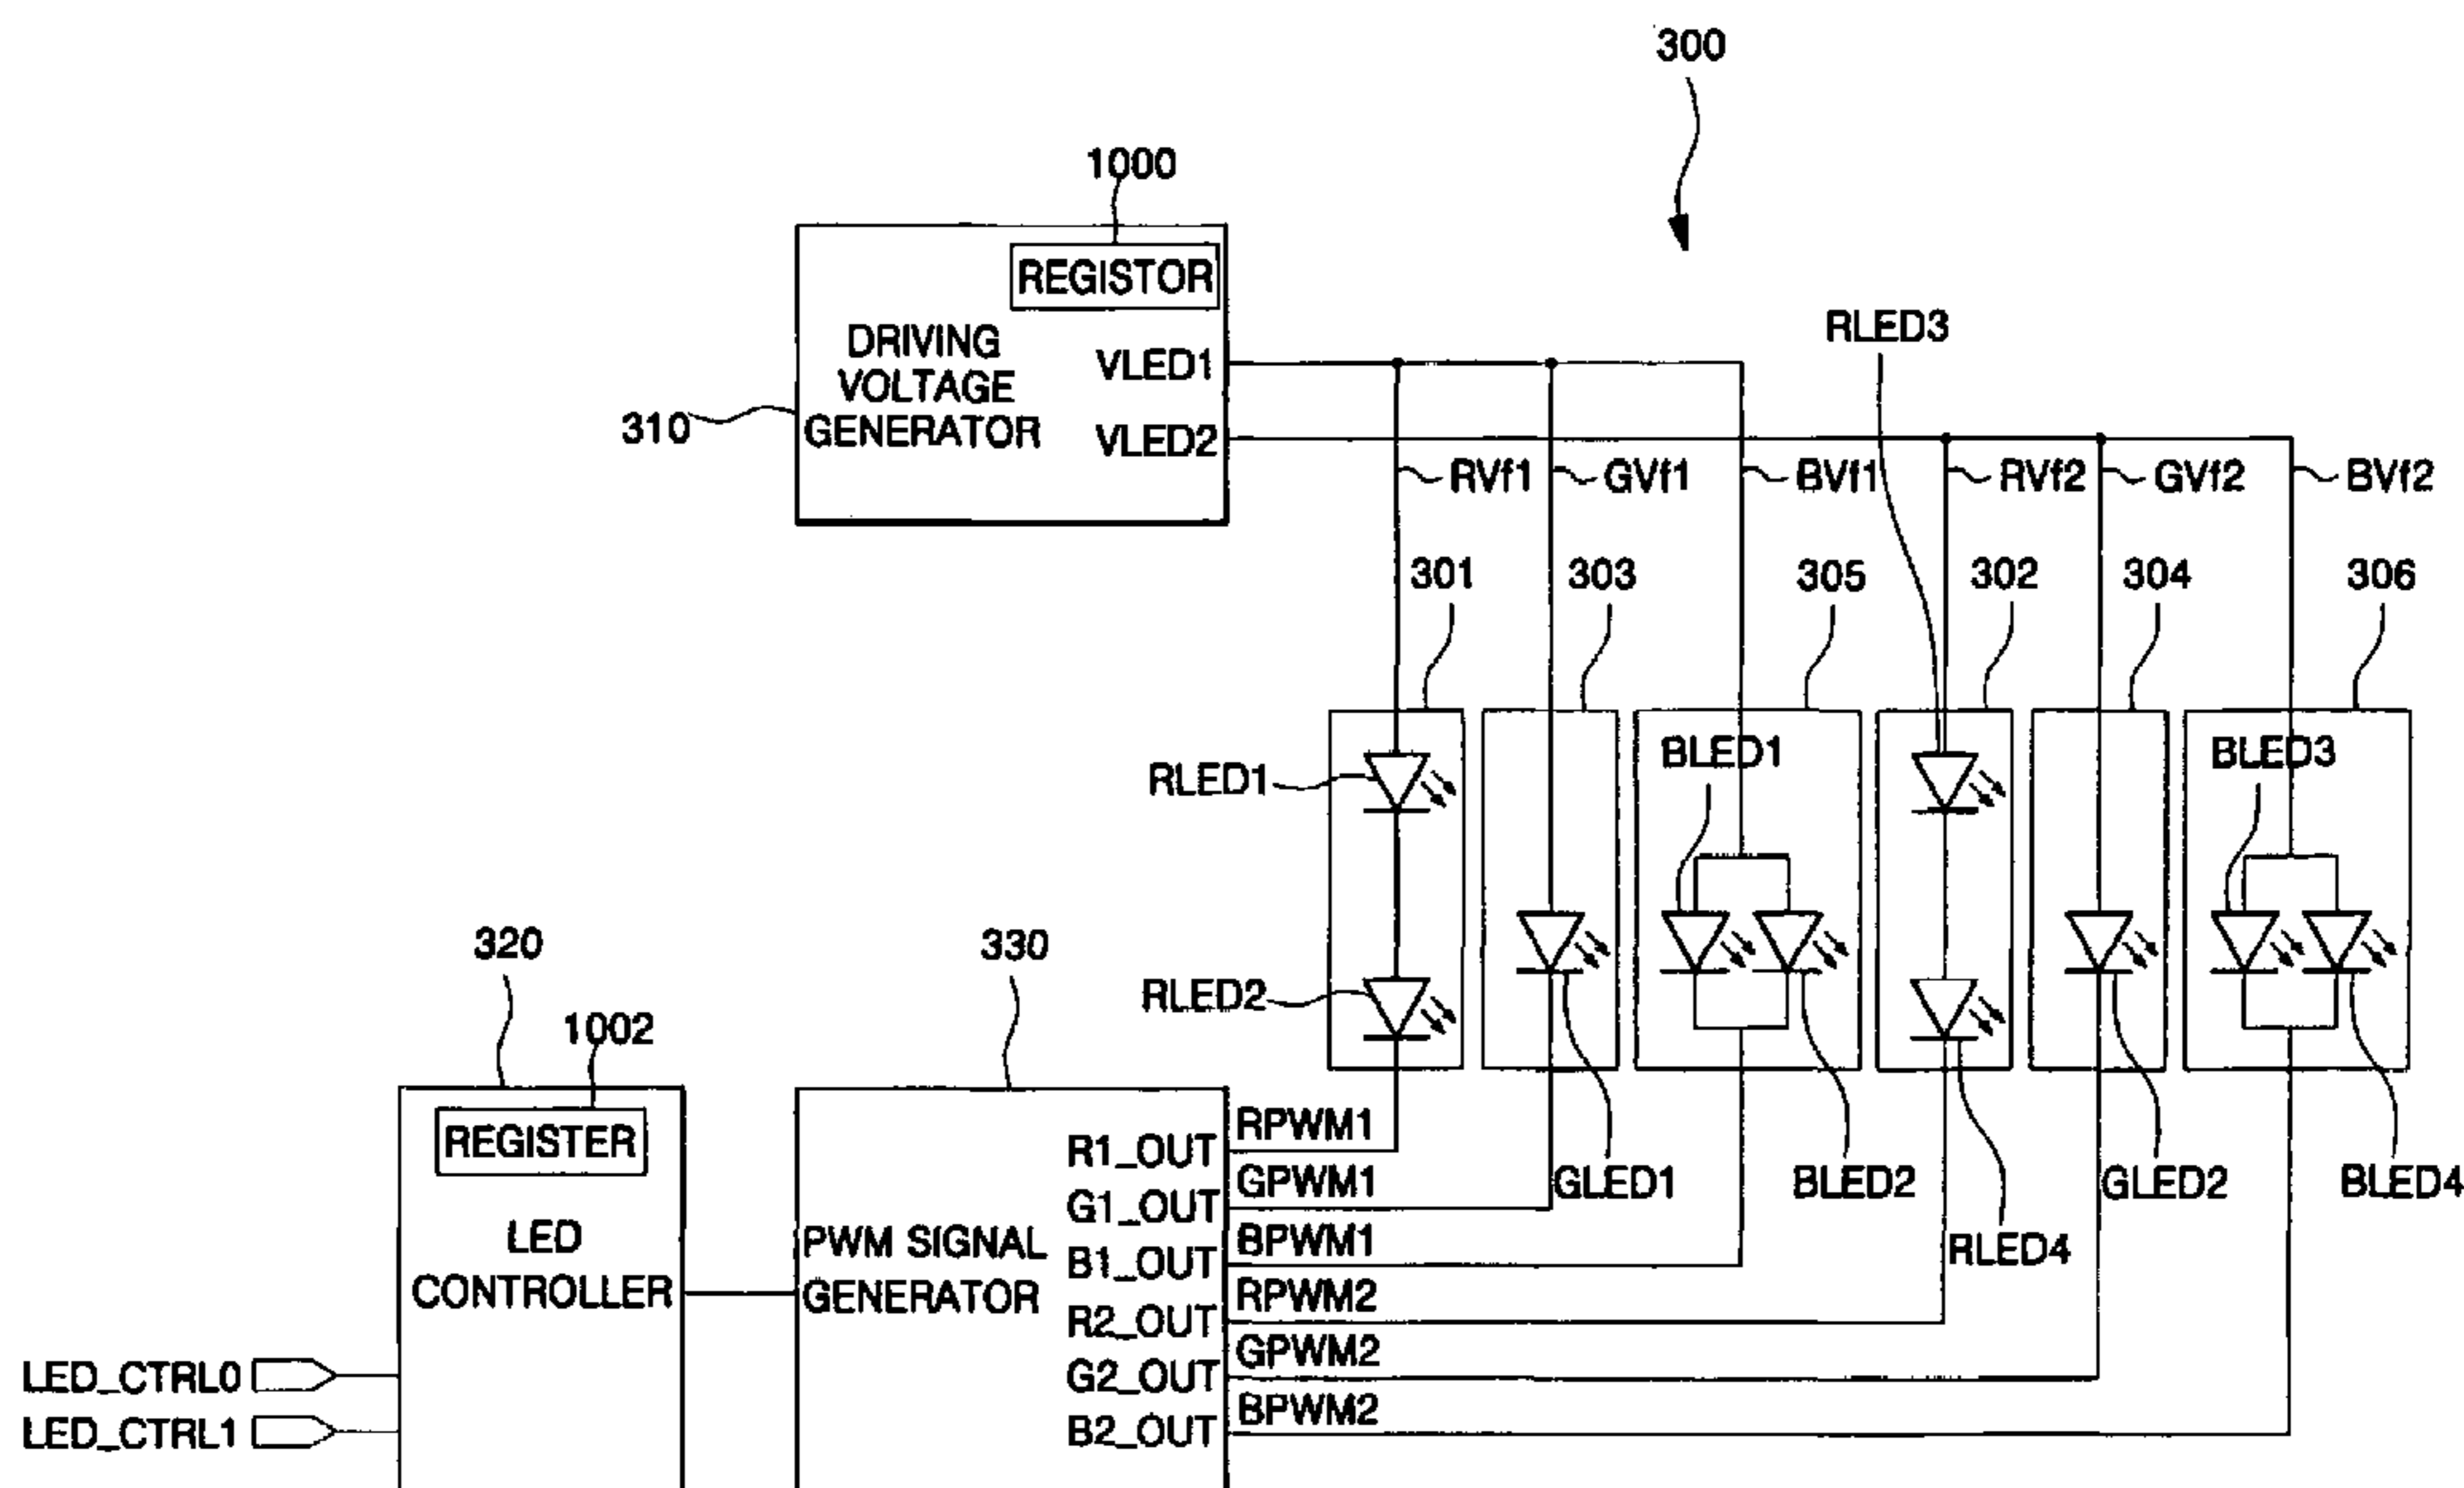 300
1000
REGISTOR
DRIVING
VOLTAGE
GENERATOR
VLED1
VLED2
310
RLED3
RVf1
GVf1
BVf1
RVf2
GVf2
BVf2
301
303
305
302
304
306
RLED1
BLED1
BLED3
RLED2
320
330
1002
REGISTER
LED
CONTROLLER
PWM SIGNAL
GENERATOR
R1_OUT
G1_OUT
B1_OUT
R2_OUT
G2_OUT
B2_OUT
RPWM1
GPWM1
BPWM1
RPWM2
GPWM2
BPWM2
GLED1
BLED2
RLED4
GLED2
BLED4
LED_CTRL0
LED_CTRL1